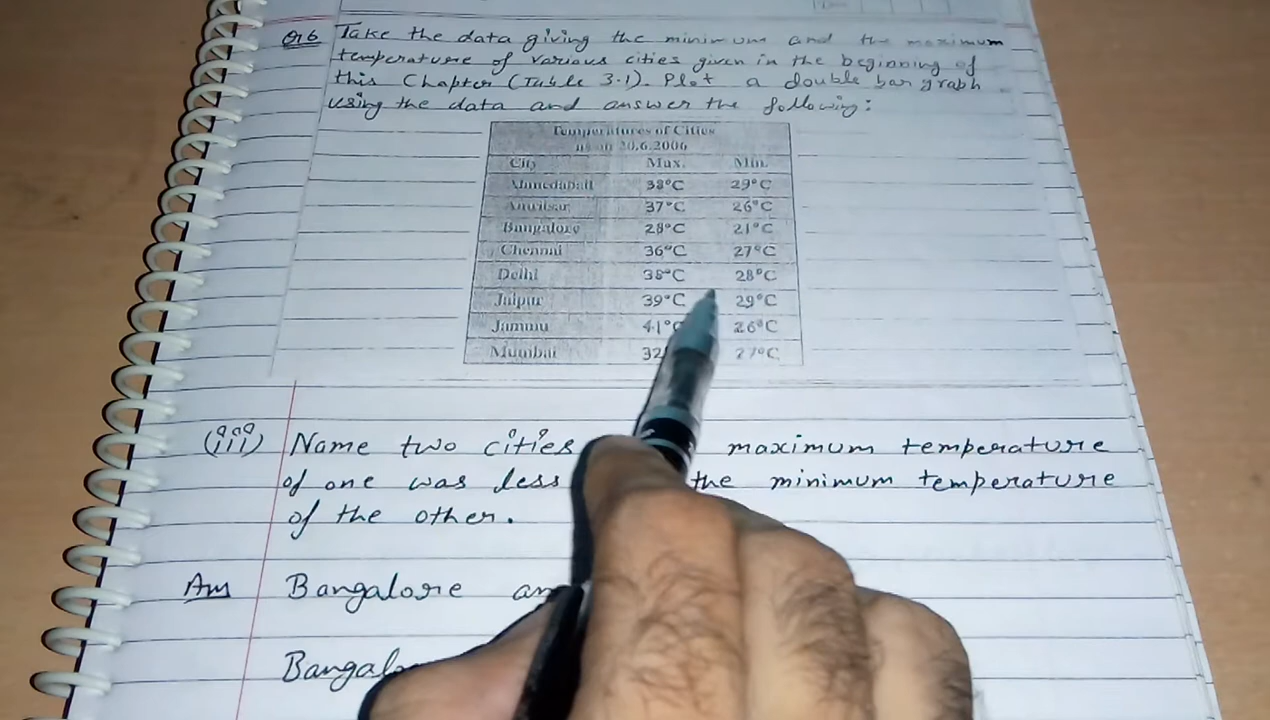 Q6 Take the data giving the minimum and the maximum
temperature of various cities given in the beginning of
this Chapter (Table 3.1). Plot a double bar graph
using the data and answer the following:
Temperatures of Cities
as on 20.6.2006
City Max. Min.
Ahmedabad 38°C 29°C
Amritsar 37°C 26°C
Bangalore 28°C 21°C
Chennai 36°C 27°C
Delhi 38°C 28°C
Jaipur 39°C 29°C
Jammu 41°C 26°C
Mumbai 32 27°C
(iii) Name two cities maximum temperature
of one was less the minimum temperature
of the other.
Ans Bangalore an
Bangalo